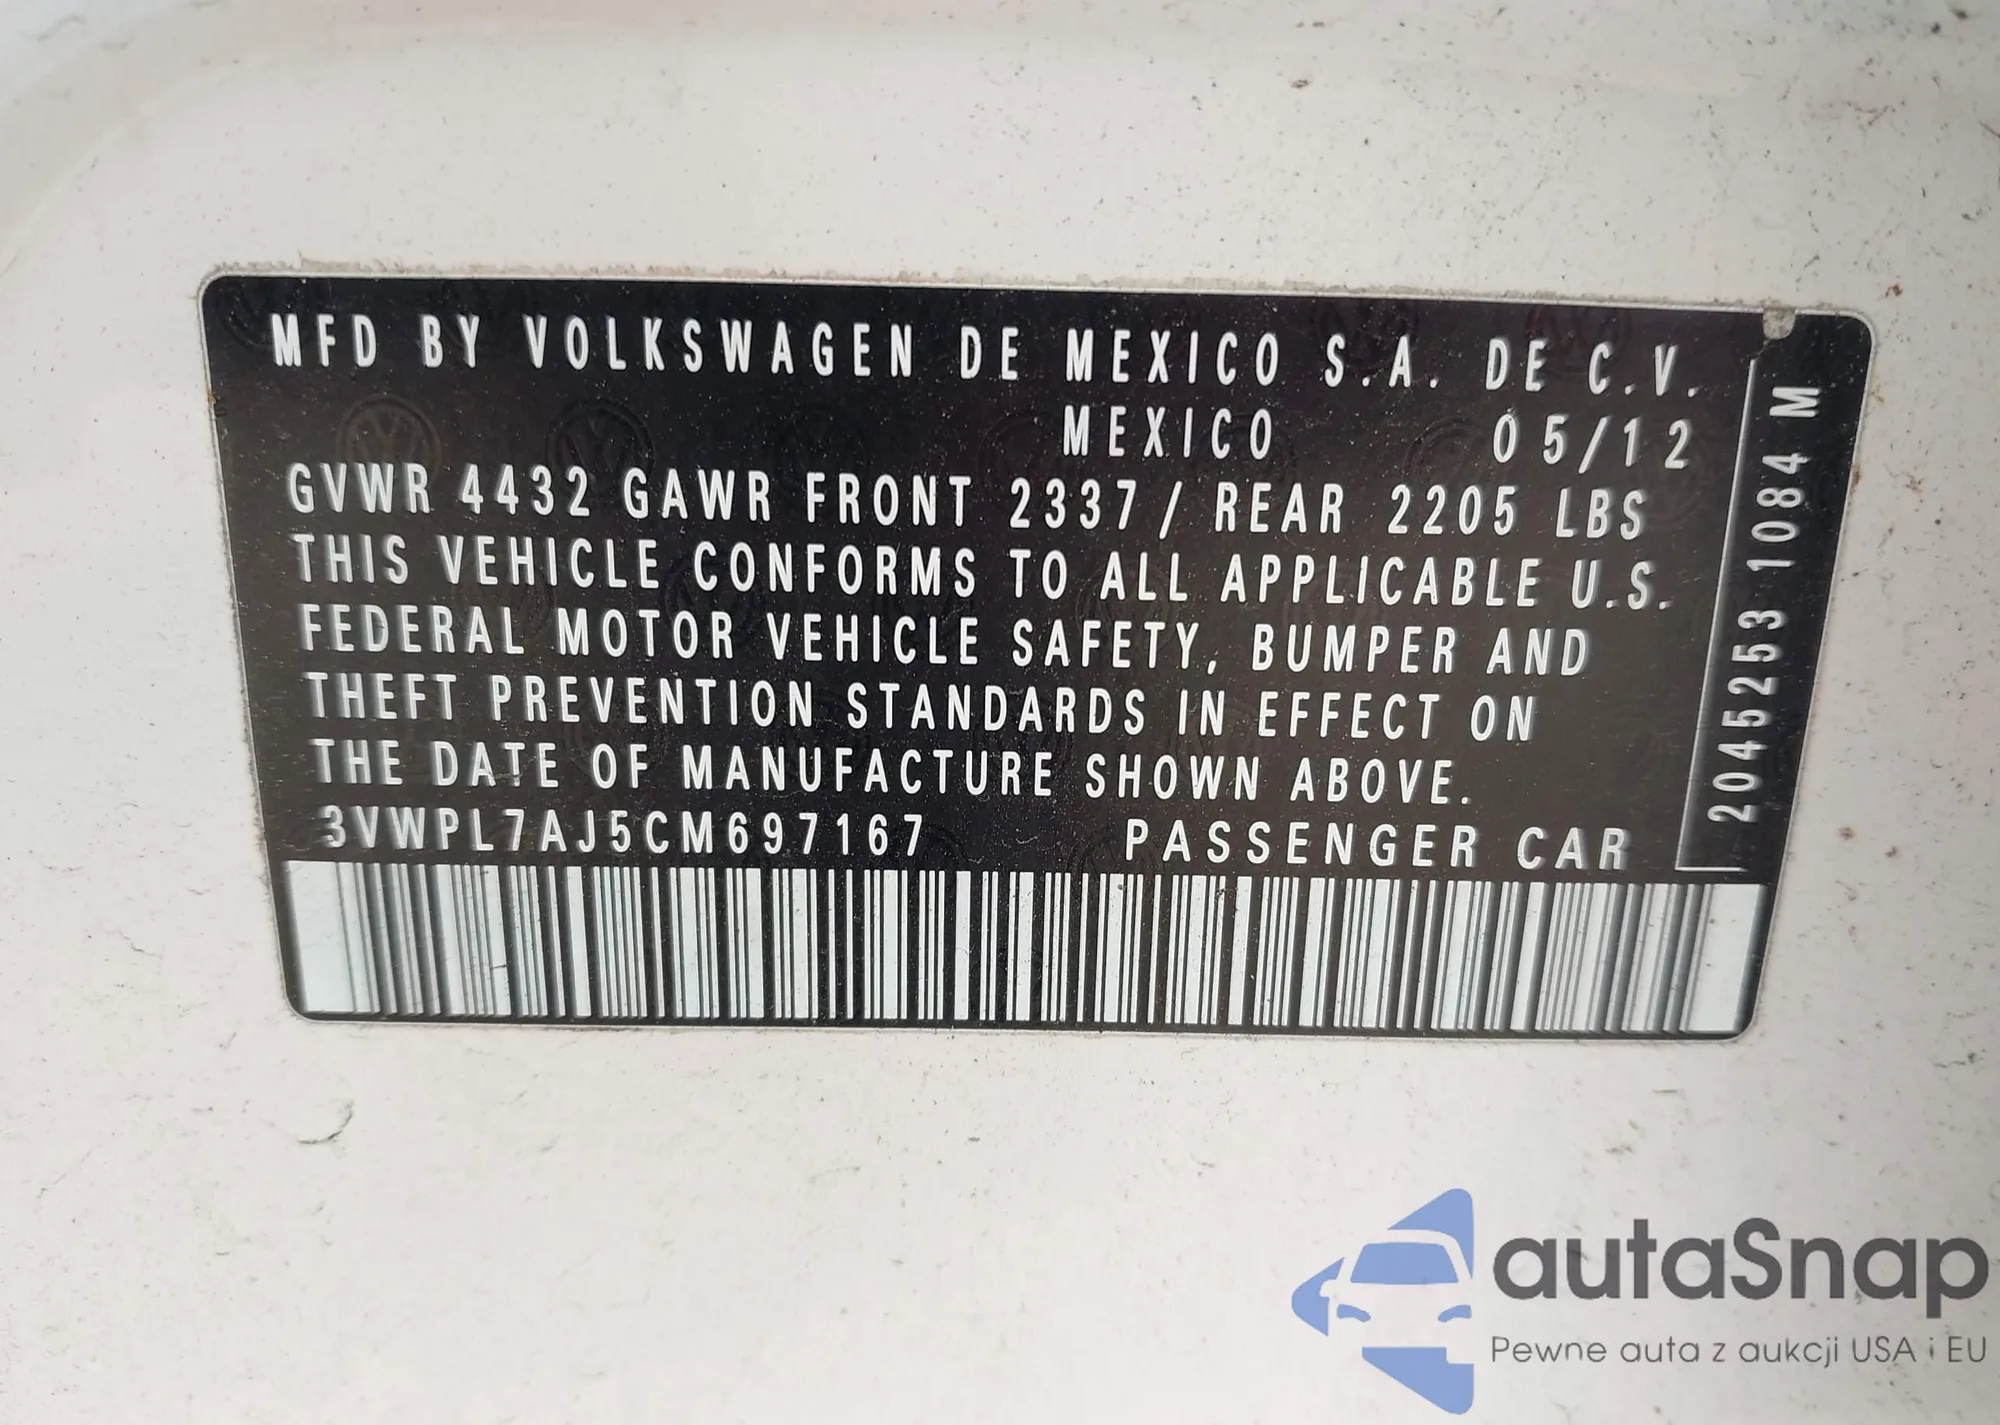 MFD BY VOLKSWAGEN DE MEXICO S.A. DE C.V.
MEXICO 05/12
GVWR 4432 GAWR FRONT 2337 / REAR 2205 LBS
THIS VEHICLE CONFORMS TO ALL APPLICABLE U.S.
FEDERAL MOTOR VEHICLE SAFETY, BUMPER AND
THEFT PREVENTION STANDARDS IN EFFECT ON
THE DATE OF MANUFACTURE SHOWN ABOVE.
3VWPL7AJ5CM697167 PASSENGER CAR
2045253 1084 M
autaSnap
Pewne auta z aukcji USA i EU